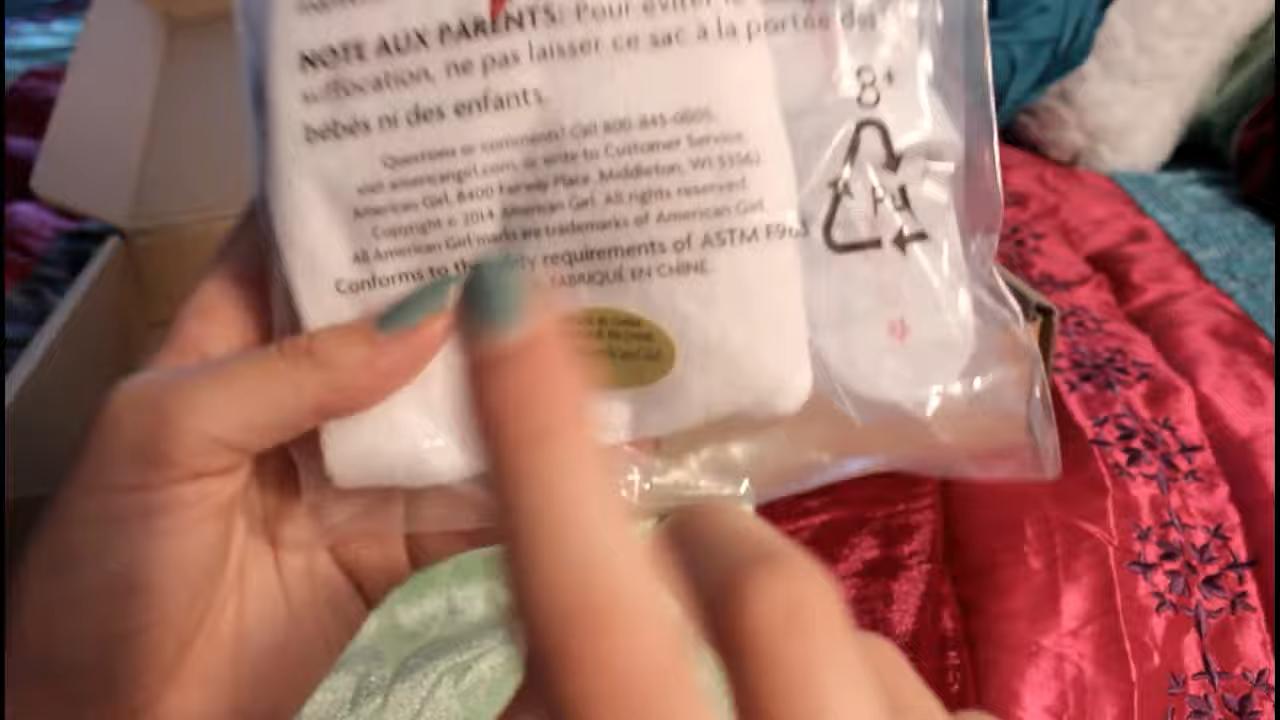 NOTE AUX PARENTS: Pour éviter
suffocation, ne pas laisser ce sac à la portée des
bébés ni des enfants.
Questions or comments? Call 800-845-0005,
visit americangirl.com, or write to Customer Service,
American Girl, 8400 Fairway Place, Middleton, WI 53562.
Copyright © 2014 American Girl. All rights reserved.
All American Girl marks are trademarks of American Girl
Conforms to the requirements of ASTM
FABRIQUÉ EN CHINE
8+